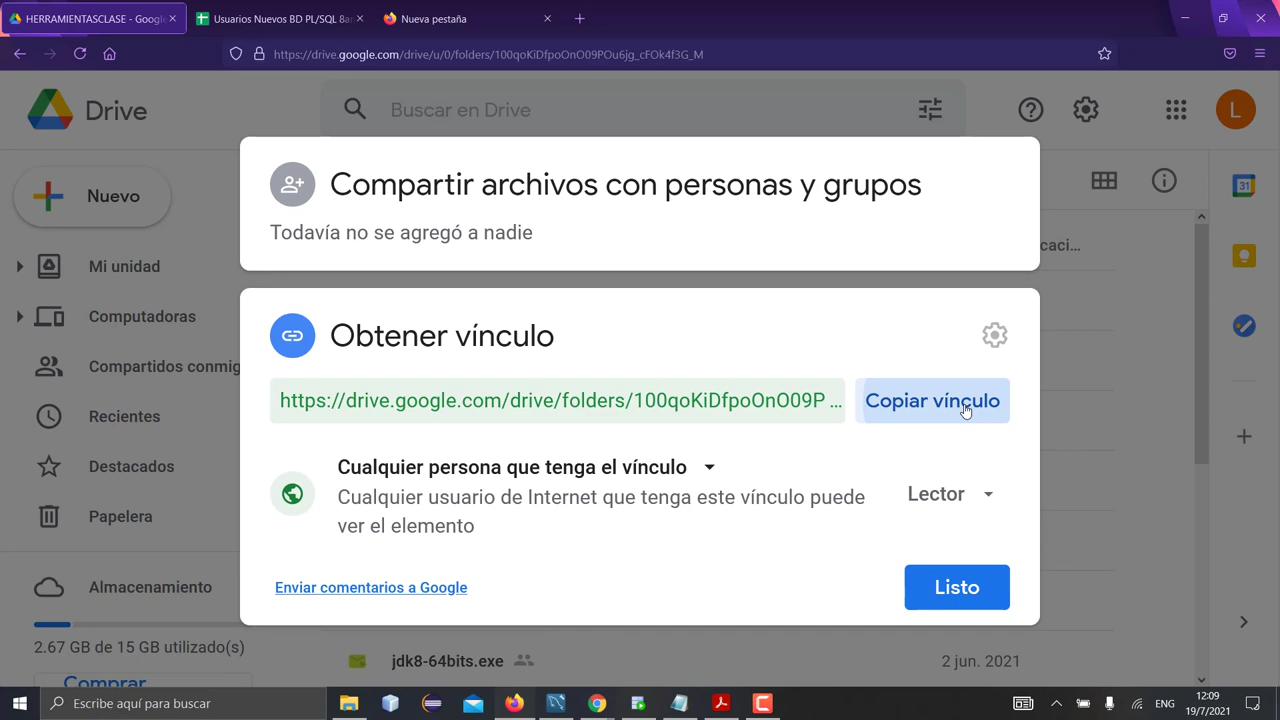 HERRAMIENTASCLASE - Google
Usuarios Nuevos BD PL/SQL 8a
Nueva pestaña
https://drive.google.com/drive/u/0/folders/100qoKiDfpoOnO09POu6jg_cFOk4f3G_M
Drive
Buscar en Drive
L
Nuevo
Compartir archivos con personas y grupos
Todavía no se agregó a nadie
31
caci...
Mi unidad
Computadoras
Compartidos conmig
Recientes
Destacados
Papelera
Almacenamiento
2.67 GB de 15 GB utilizado(s)
Comprar
Obtener vínculo
https://drive.google.com/drive/folders/100qoKiDfpoOnO09P ...
Copiar vínculo
Cualquier persona que tenga el vínculo
Cualquier usuario de Internet que tenga este vínculo puede
ver el elemento
Lector
Enviar comentarios a Google
Listo
jdk8-64bits.exe
2 jun. 2021
Escribe aquí para buscar
ENG
12:09
19/7/2021